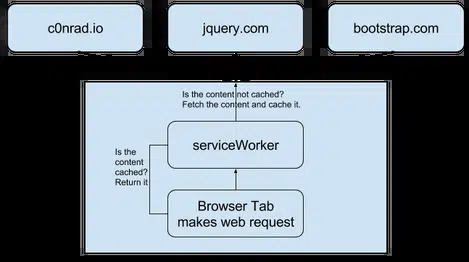 c0nrad.io
jquery.com
bootstrap.com
Is the content not cached?
Fetch the content and cache it.
serviceWorker
Is the
content
cached?
Return it
Browser Tab
makes web request